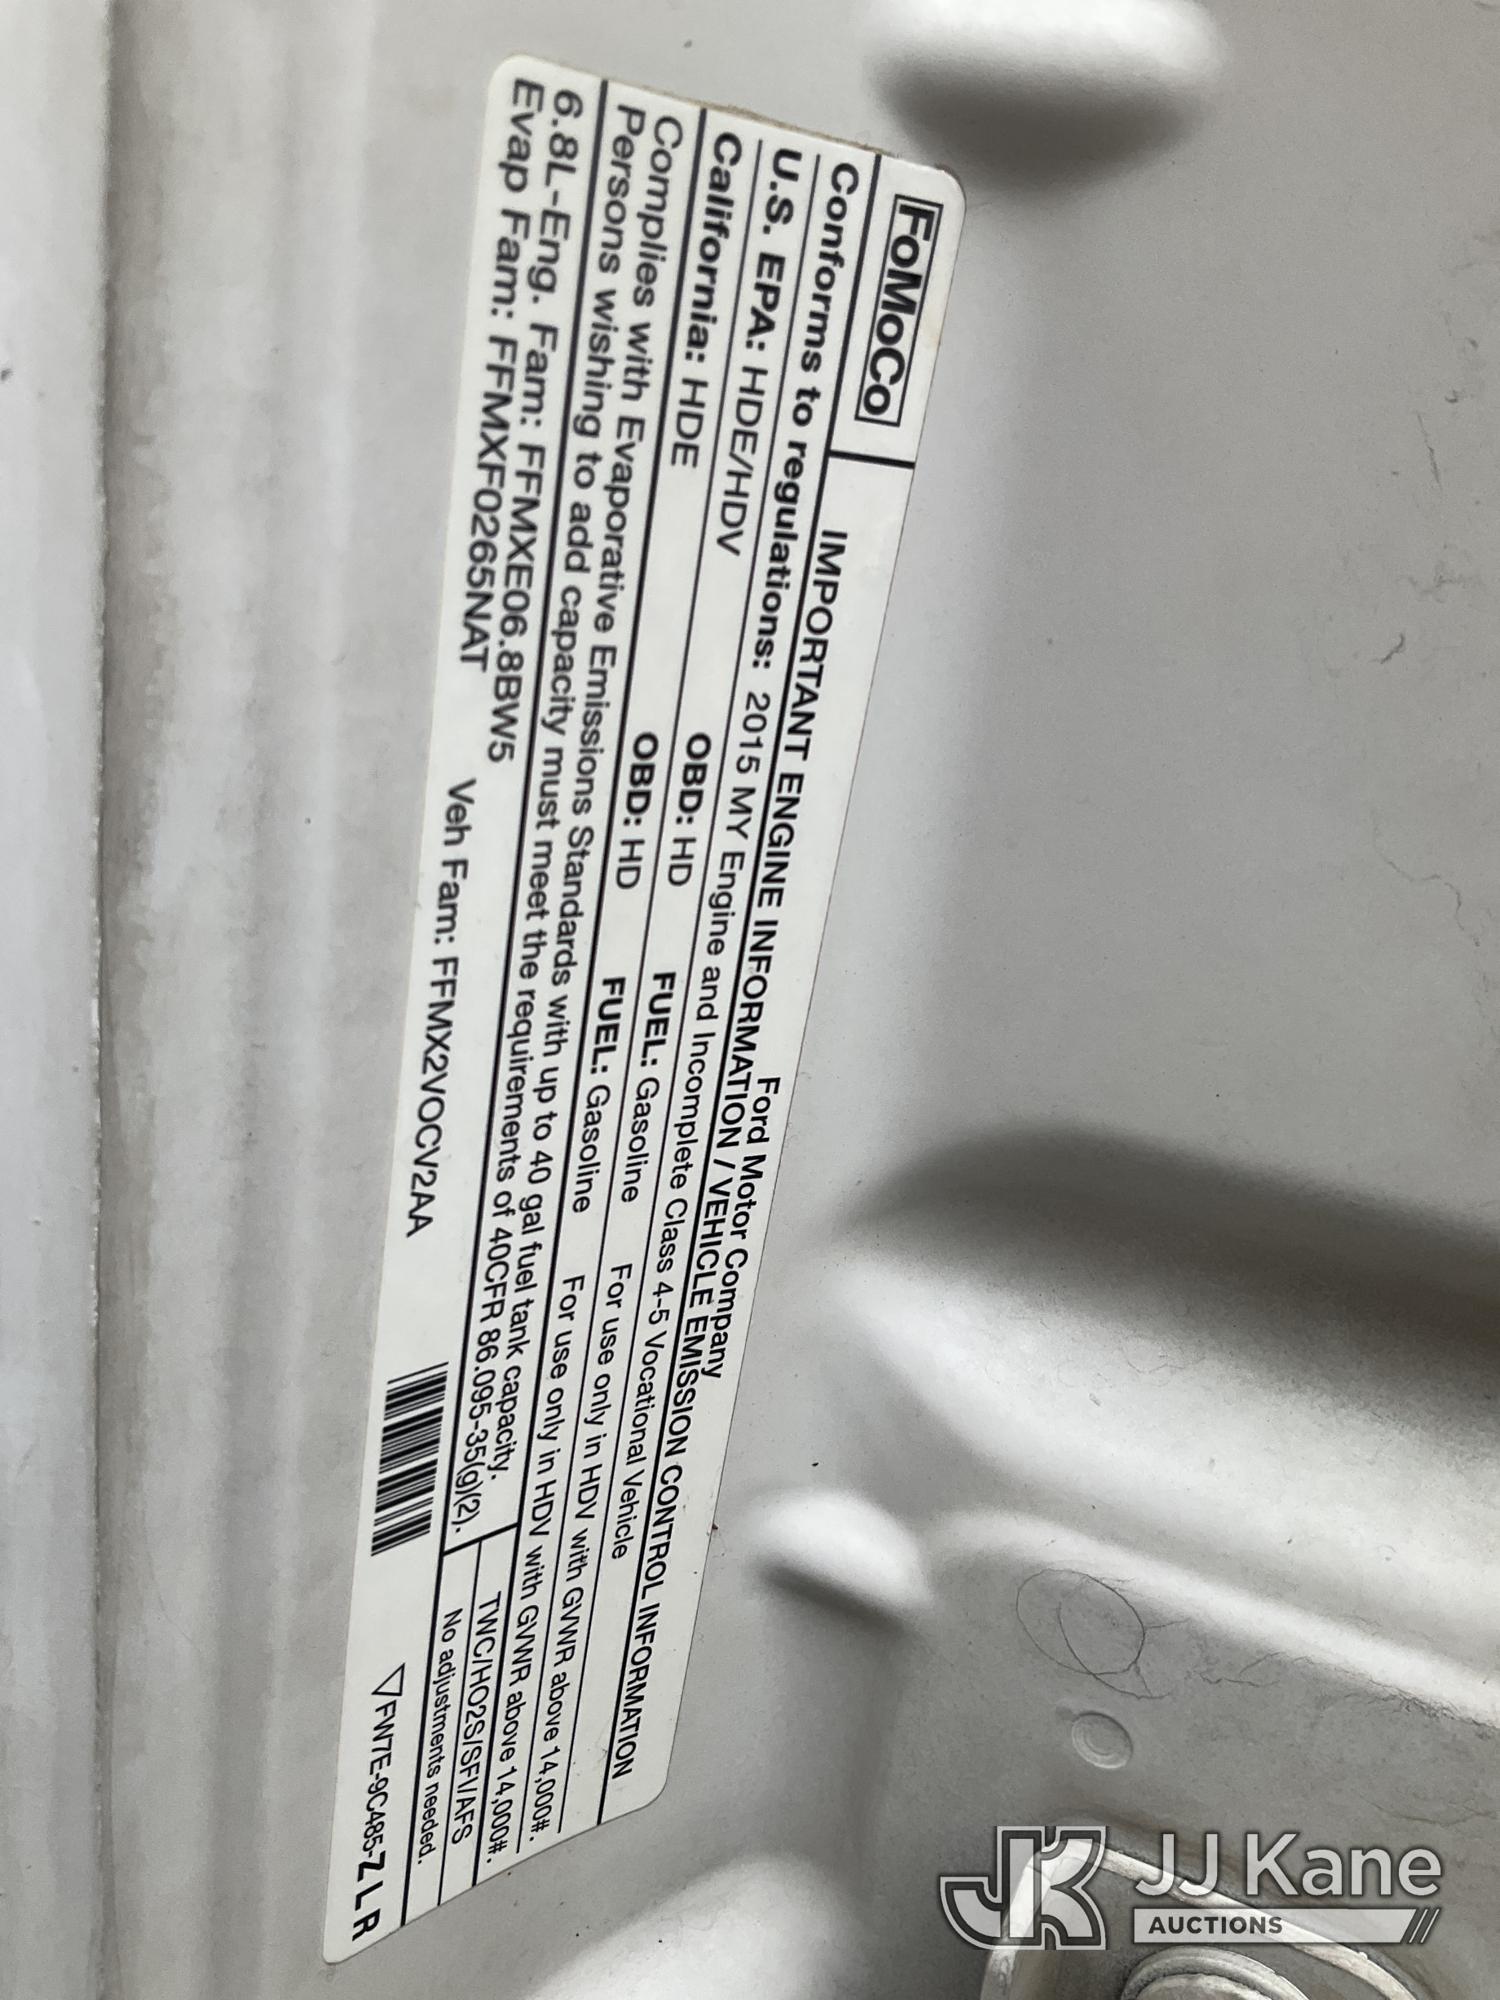 FoMoCo
Ford Motor Company
IMPORTANT ENGINE INFORMATION / VEHICLE EMISSION CONTROL INFORMATION
Conforms to regulations: 2015 MY Engine and Incomplete Class 4-5 Vocational Vehicle
U.S. EPA: HDE/HDV OBD: HD FUEL: Gasoline For use only in HDV with GVWR above 14,000#.
California: HDE OBD: HD FUEL: Gasoline For use only in HDV with GVWR above 14,000#.
Complies with Evaporative Emissions Standards with up to 40 gal fuel tank capacity.
Persons wishing to add capacity must meet the requirements of 40CFR 86.095-35(g)(2).
TWC/HO2S/SFI/AFS
No adjustments needed.
6.8L-Eng. Fam: FFMXE06.8BW5
Evap Fam: FFMXF0265NAT Veh Fam: FFMX2VOCV2AA
FW7E-9C485-ZLR
JK JJ Kane
AUCTIONS